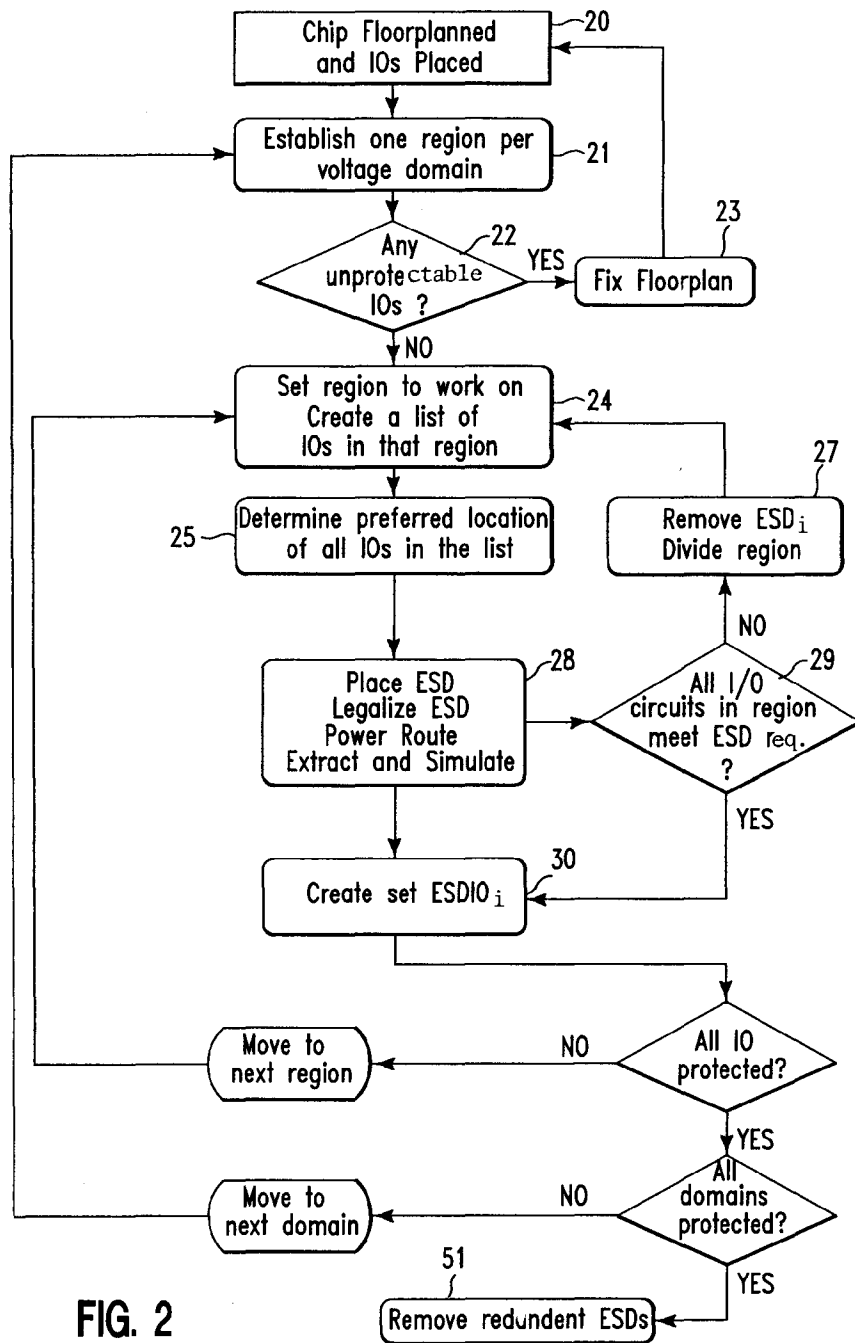 20
Chip Floorplanned
and IOs Placed
Establish one region per
voltage domain
21
22
Any
unprotectable
IOs ?
YES
23
Fix Floorplan
NO
Set region to work on
Create a list of
IOs in that region
24
27
25
Determine preferred location
of all IOs in the list
Remove ESDi
Divide region
NO
28
Place ESD
Legalize ESD
Power Route
Extract and Simulate
29
All I/O
circuits in region
meet ESD req.
?
YES
30
Create set ESDIOi
Move to
next region
NO
All IO
protected?
YES
Move to
next domain
NO
All
domains
protected?
YES
51
Remove redundent ESDs
FIG. 2